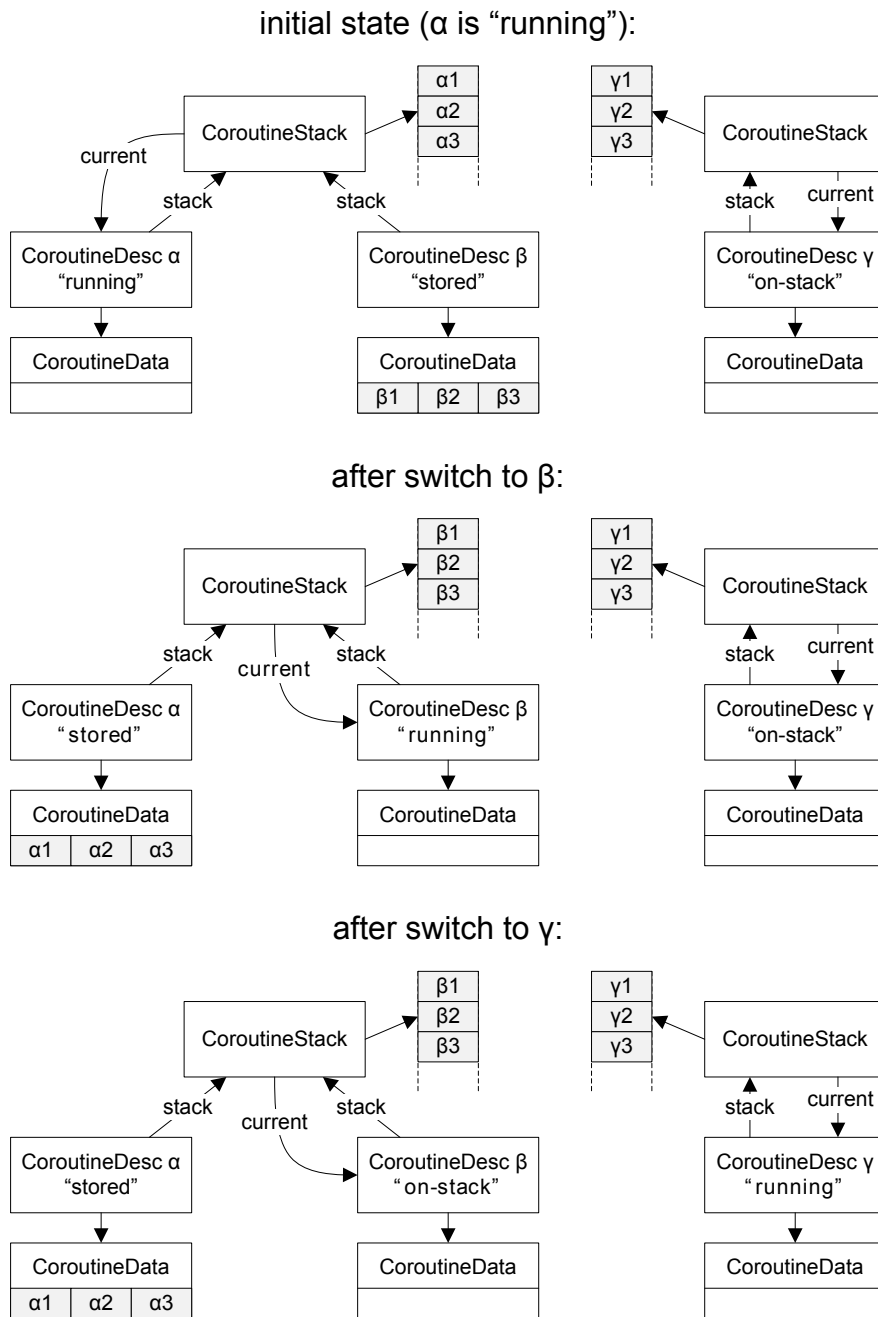 initial state (α is “running”):
α1
γ1
CoroutineStack
α2
γ2
CoroutineStack
α3
γ3
current
stack
stack
stack
current
CoroutineDesc α
“running”
CoroutineDesc β
“stored”
CoroutineDesc γ
“on-stack”
CoroutineData
CoroutineData
CoroutineData
β1 β2 β3
after switch to β:
β1
γ1
CoroutineStack
β2
γ2
CoroutineStack
β3
γ3
stack
current
stack
stack
current
CoroutineDesc α
“stored”
CoroutineDesc β
“running”
CoroutineDesc γ
“on-stack”
CoroutineData
CoroutineData
CoroutineData
α1 α2 α3
after switch to γ:
β1
γ1
CoroutineStack
β2
γ2
CoroutineStack
β3
γ3
stack
current
stack
stack
current
CoroutineDesc α
“stored”
CoroutineDesc β
“on-stack”
CoroutineDesc γ
“running”
CoroutineData
CoroutineData
CoroutineData
α1 α2 α3